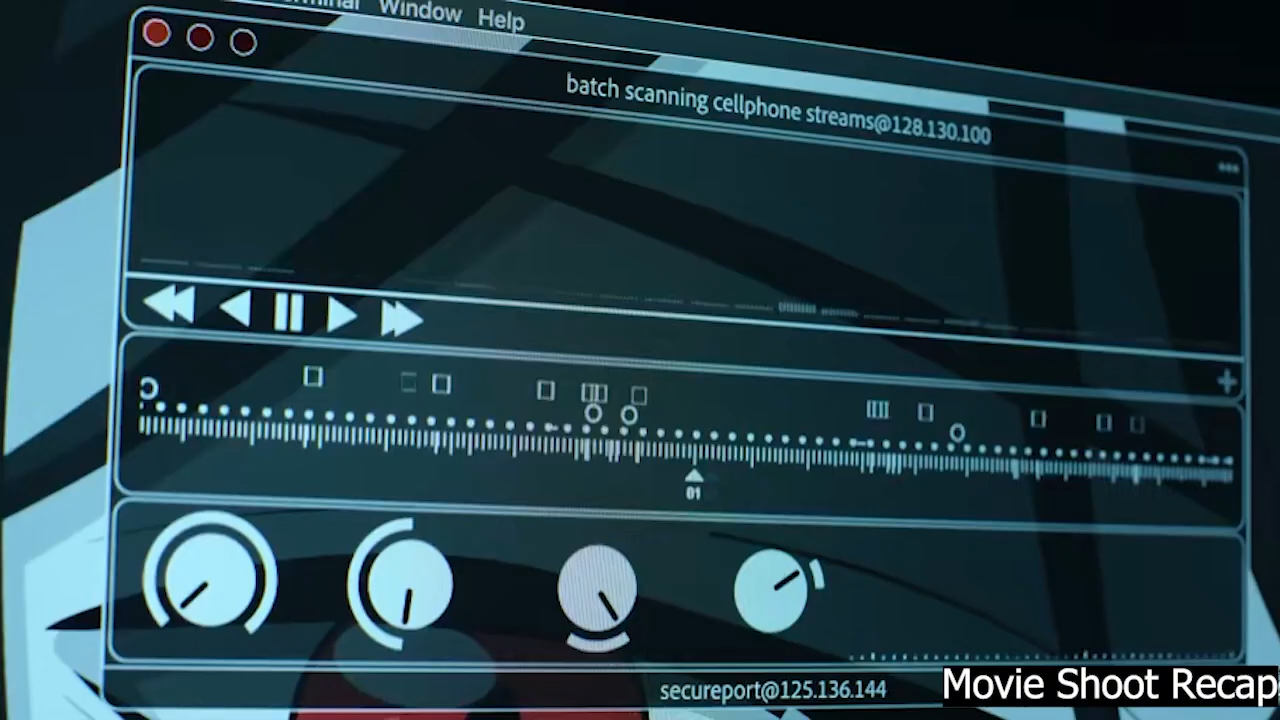 Window Help
batch scanning cellphone streams@128.130.100
01
secureport@125.136.144
Movie Shoot Recap